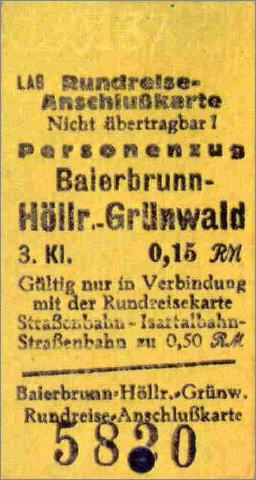 LAG Rundreise-
Anschlußkarte
Nicht übertragbar!
Personenzug
Baierbrunn-
Höllr.-Grünwald
3. Kl. 0,15 RM
Gültig nur in Verbindung
mit der Rundreisekarte
Straßenbahn-Isartalbahn-
Straßenbahn zu 0,50 RM.
Baierbrunn-Höllr.-Grünw.
Rundreise-Anschlußkarte
5820